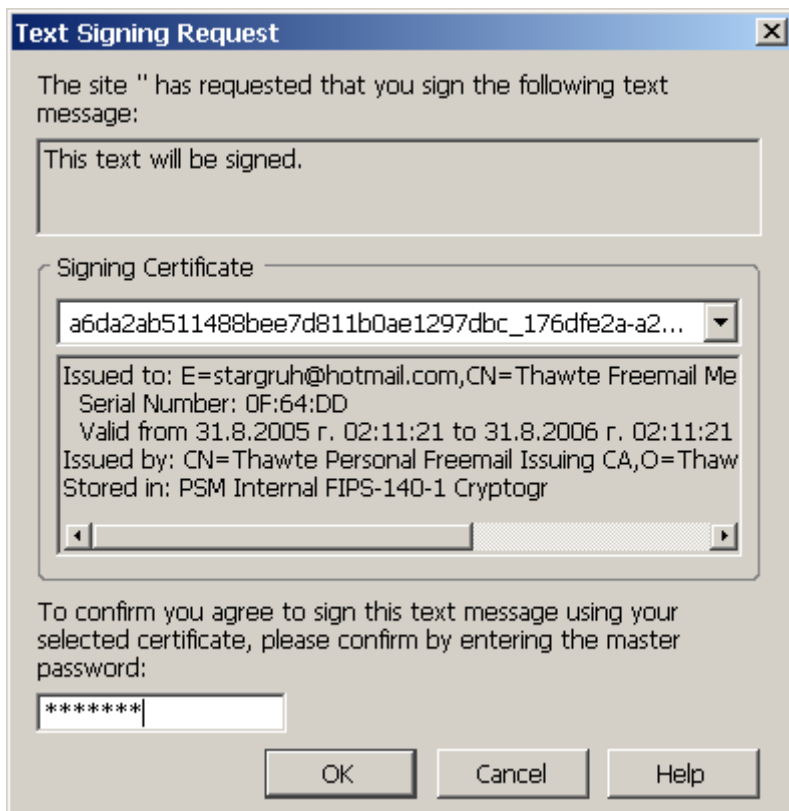 Text Signing Request
The site '' has requested that you sign the following text
message:
This text will be signed.
Signing Certificate
a6da2ab511488bee7d811b0ae1297dbc_176dfe2a-a2...
Issued to: E=stargruh@hotmail.com,CN=Thawte Freemail Me
Serial Number: 0F:64:DD
Valid from 31.8.2005 г. 02:11:21 to 31.8.2006 г. 02:11:21
Issued by: CN=Thawte Personal Freemail Issuing CA,O=Thaw
Stored in: PSM Internal FIPS-140-1 Cryptogr
To confirm you agree to sign this text message using your
selected certificate, please confirm by entering the master
password:
*******
OK Cancel Help